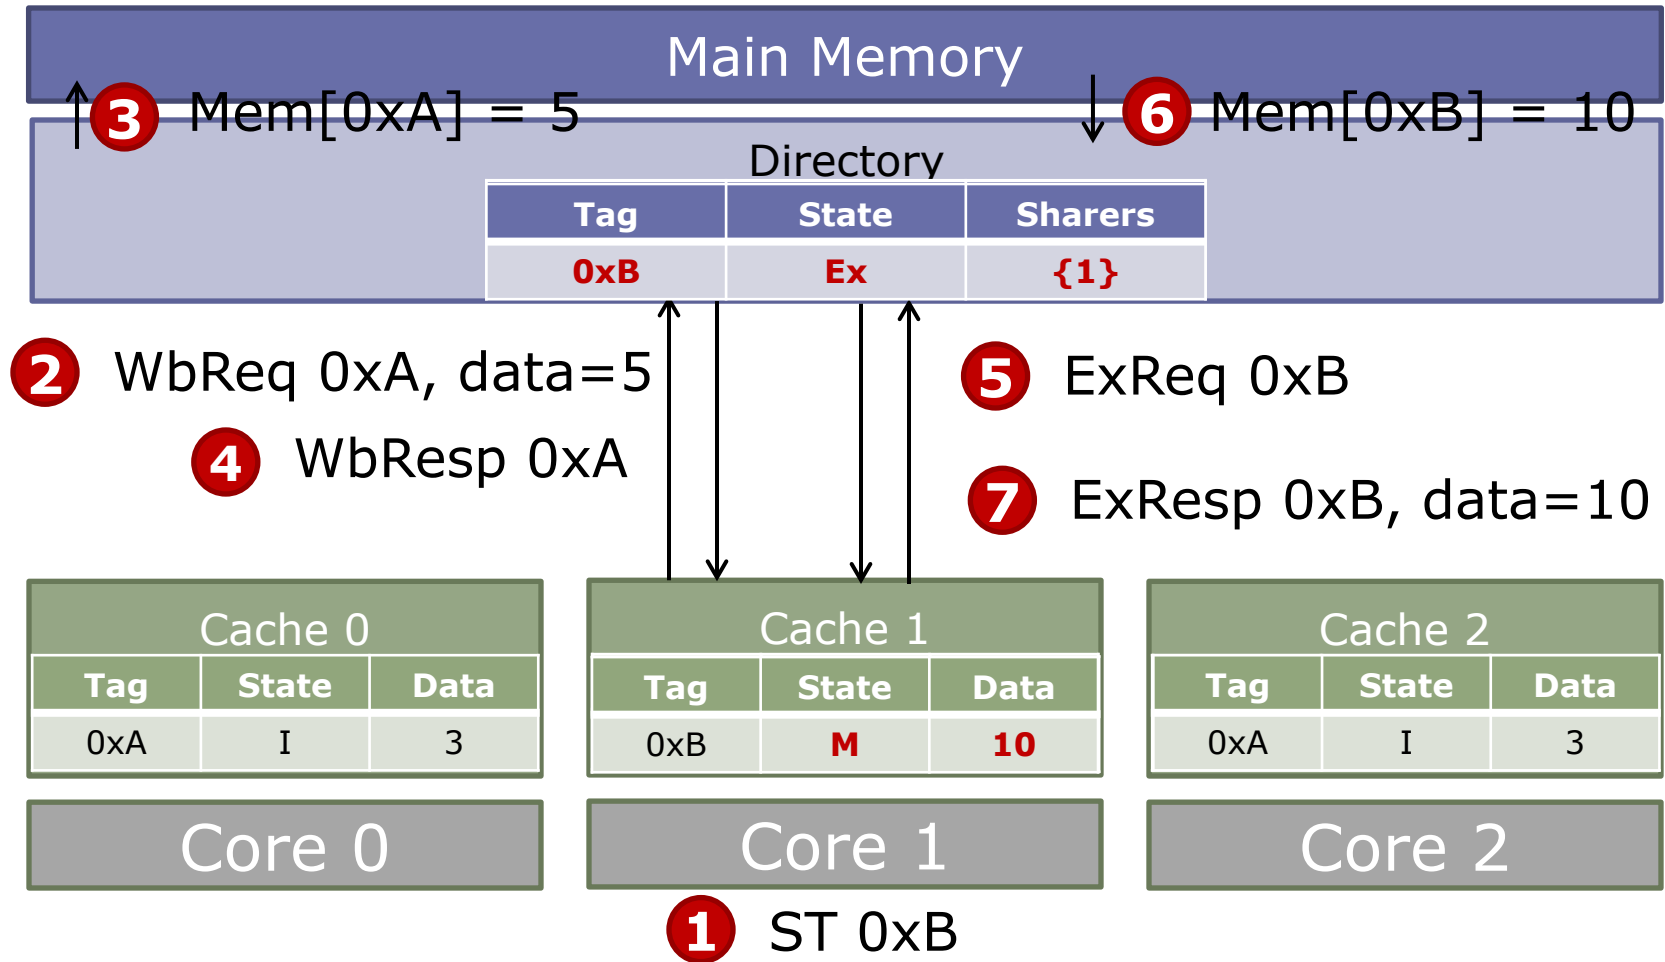 Main Memory
3 Mem[0xA] = 5
6 Mem[0xB] = 10
Directory
Tag State Sharers
0xB Ex {1}
2 WbReq 0xA, data=5
5 ExReq 0xB
4 WbResp 0xA
7 ExResp 0xB, data=10
Cache 0
Tag State Data
0xA I 3
Cache 1
Tag State Data
0xB M 10
Cache 2
Tag State Data
0xA I 3
Core 0
Core 1
Core 2
1 ST 0xB